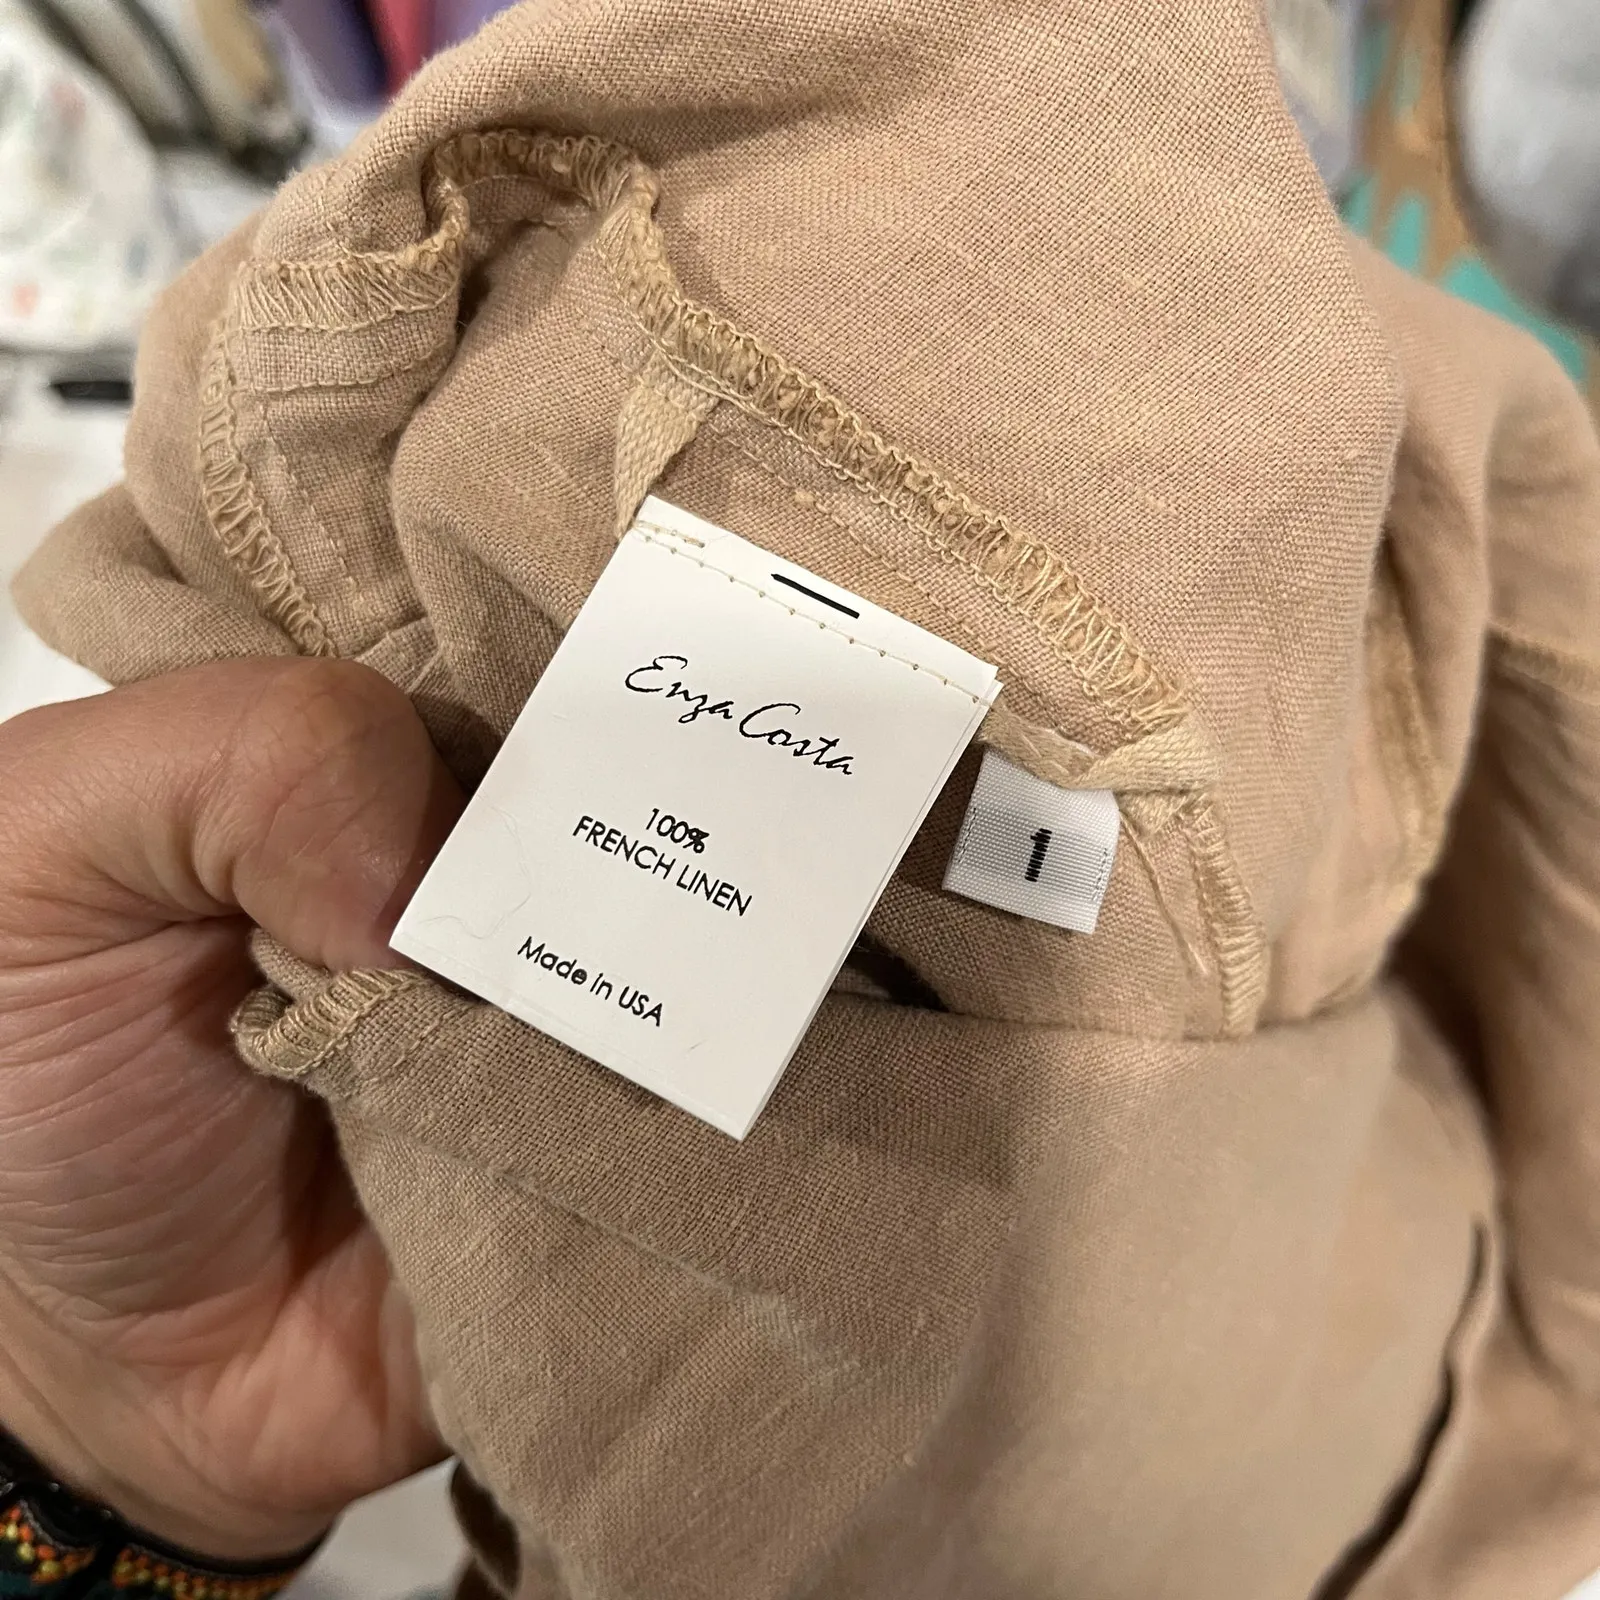 Enza Costa
100%
FRENCH LINEN
Made in USA
1